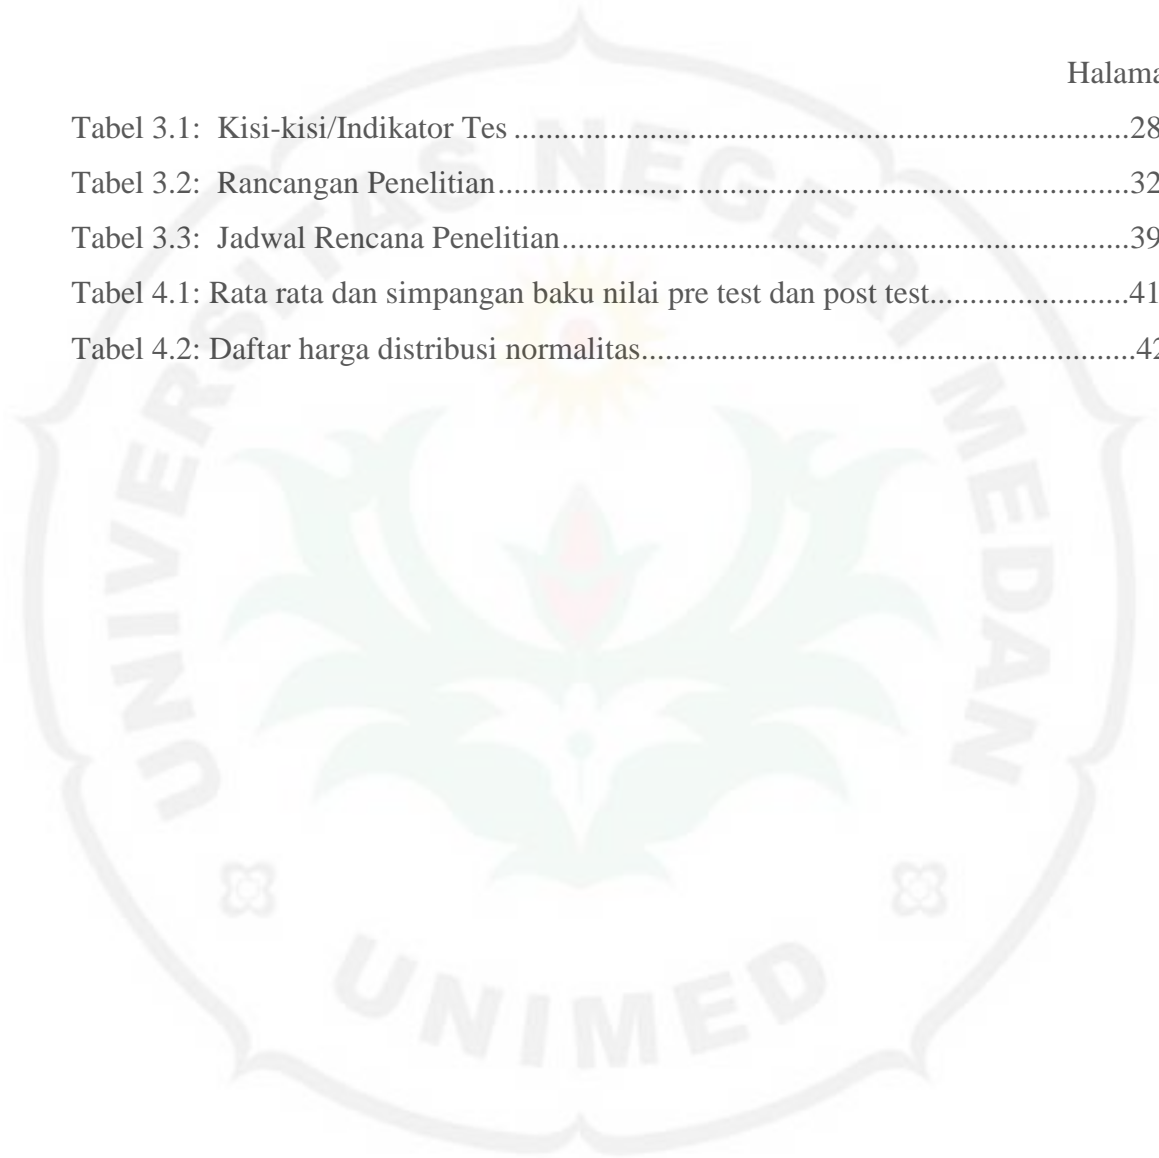 Halama
Tabel 3.1:  Kisi-kisi/Indikator Tes ................................................................................28
Tabel 3.2:  Rancangan Penelitian..................................................................................32
Tabel 3.3:  Jadwal Rencana Penelitian..........................................................................39
Tabel 4.1: Rata rata dan simpangan baku nilai pre test dan post test.........................41
Tabel 4.2: Daftar harga distribusi normalitas................................................................42
UNIVERSITAS NEGERI MEDAN
UNIMED